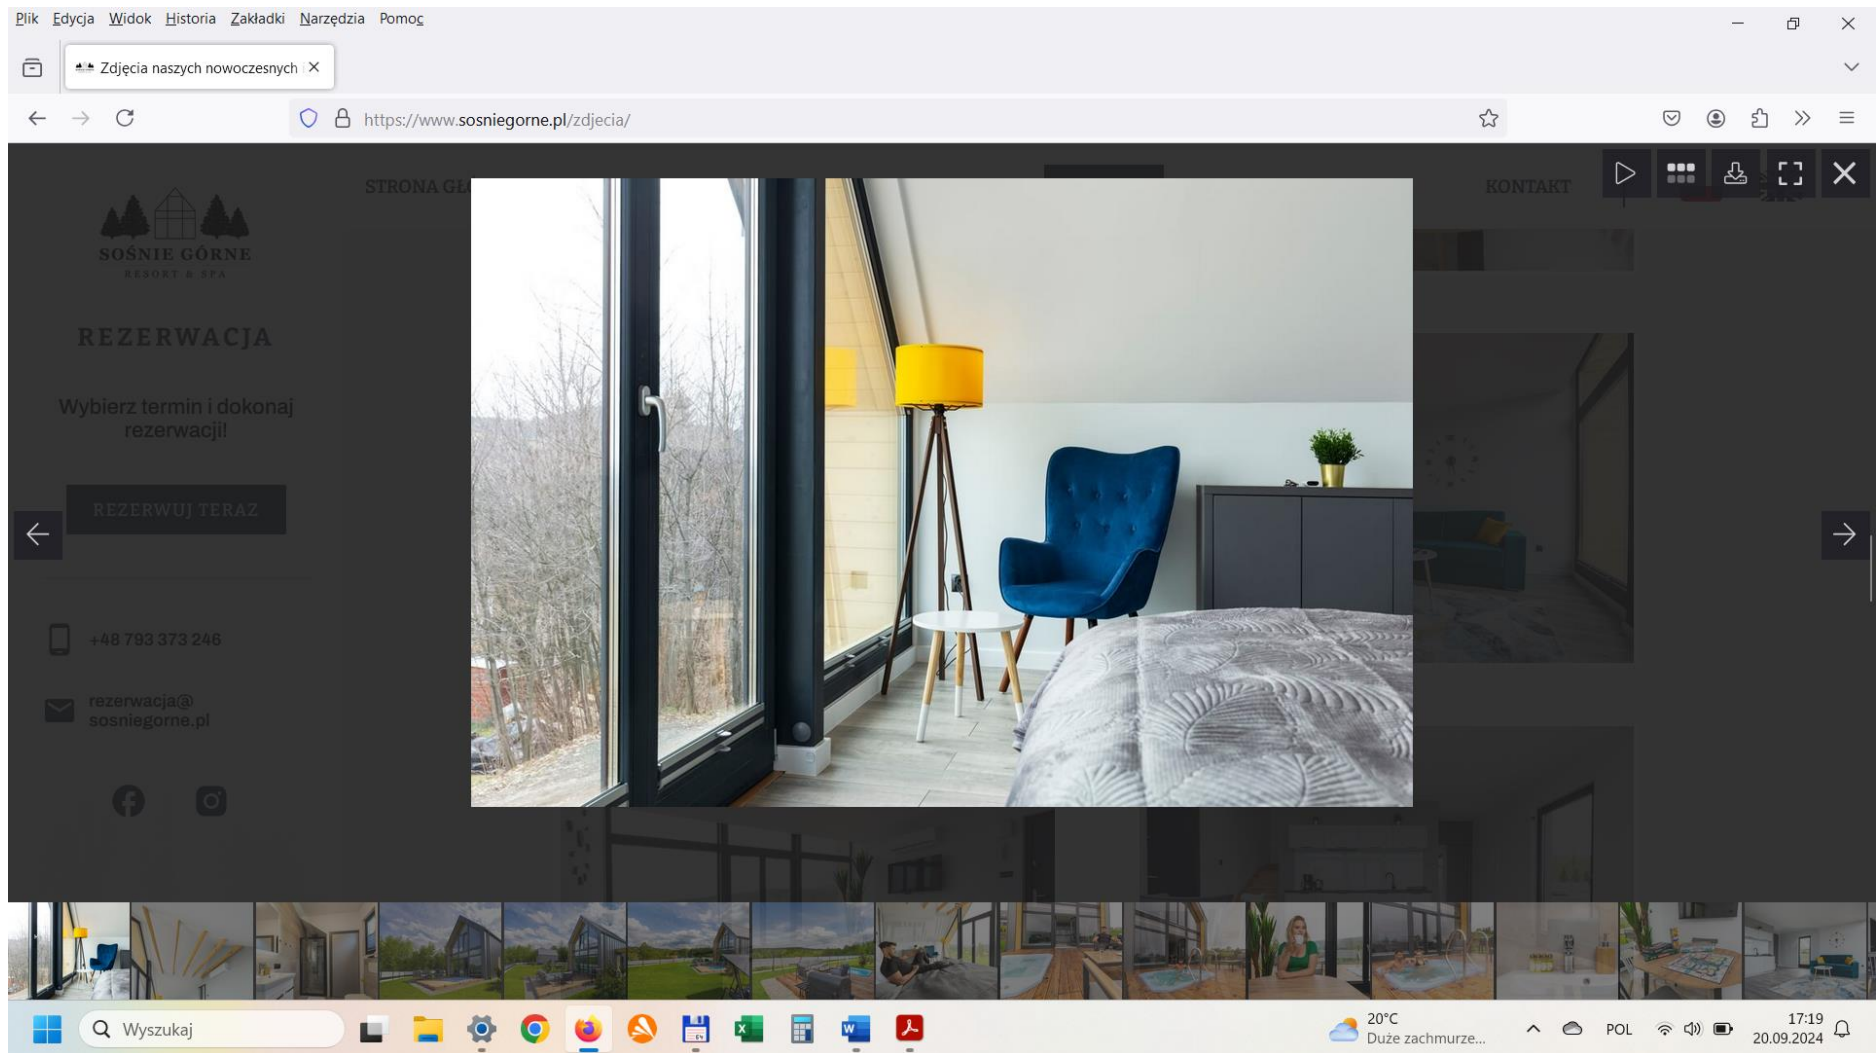 Plik Edycja Widok Historia Zakładki Narzędzia Pomoc
Zdjęcia naszych nowoczesnych
https://www.sosniegorne.pl/zdjecia/
STRONA GŁ
KONTAKT
SOŚNIE GÓRNE
RESORT & SPA
REZERWACJA
Wybierz termin i dokonaj
rezerwacji!
REZERWUJ TERAZ
+48 793 373 246
rezerwacja@
sosniegorne.pl
Wyszukaj
20°C
Duże zachmurze...
POL
17:19
20.09.2024